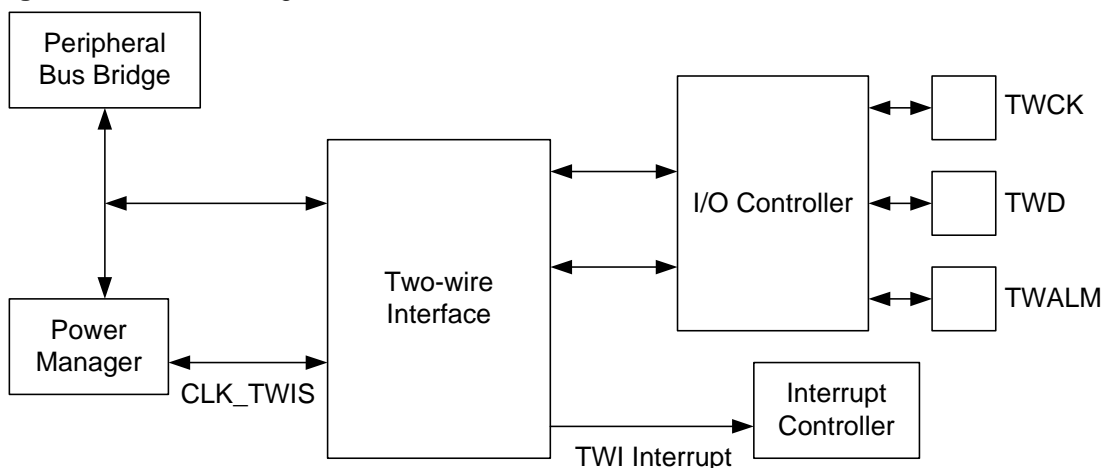 Peripheral
Bus Bridge
TWCK
I/O Controller
TWD
Two-wire
Interface
TWALM
Power
Manager
CLK_TWIS
Interrupt
Controller
TWI Interrupt